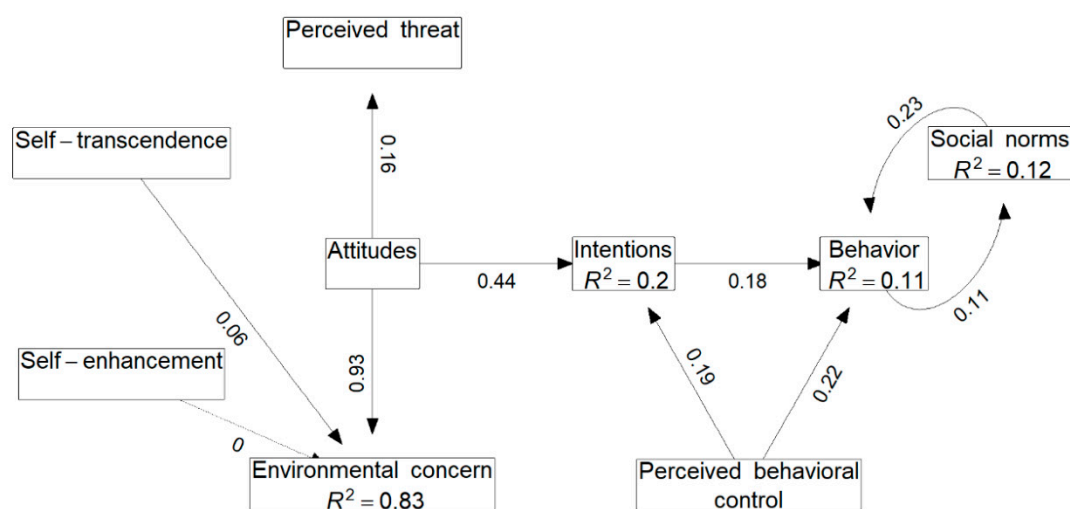 Perceived threat
0.16
Self – transcendence
0.23
Social norms
R² = 0.12
Attitudes
0.44
Intentions
R² = 0.2
0.18
Behavior
R² = 0.11
0.11
0.06
Self – enhancement
0.93
0.19
0.22
0
Environmental concern
R² = 0.83
Perceived behavioral
control